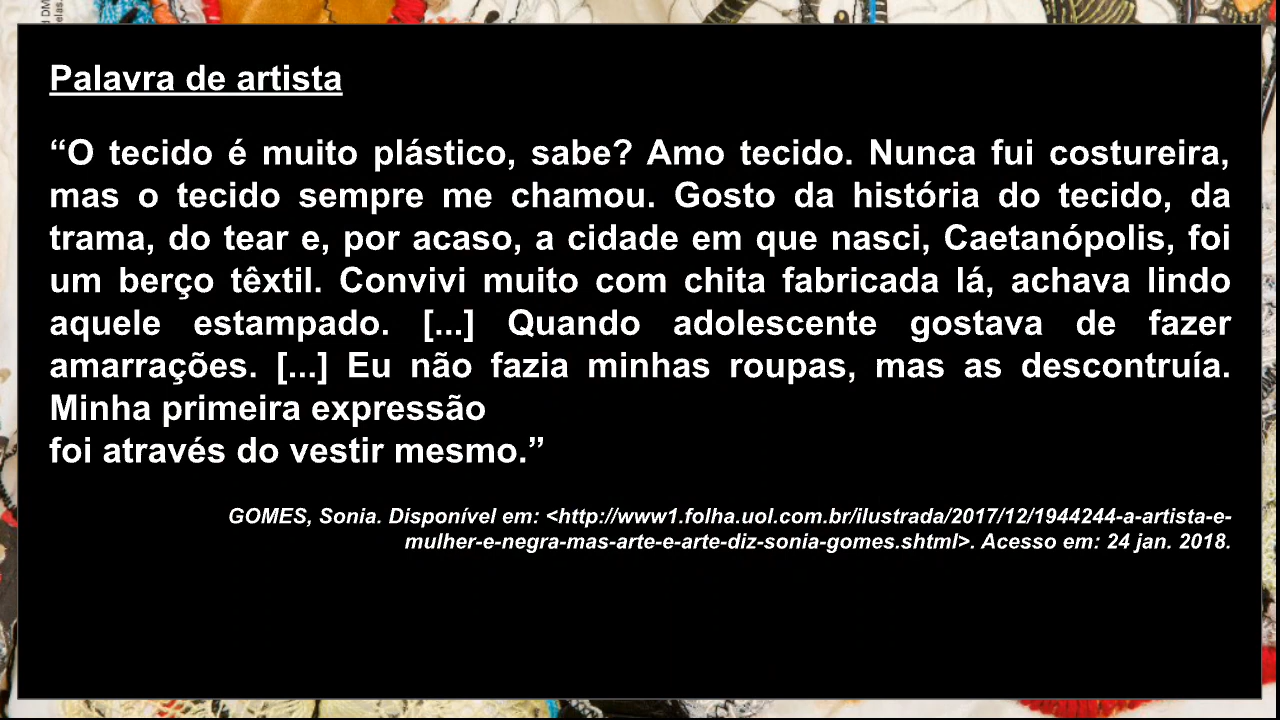 Palavra de artista
“O tecido é muito plástico, sabe? Amo tecido. Nunca fui costureira,
mas o tecido sempre me chamou. Gosto da história do tecido, da
trama, do tear e, por acaso, a cidade em que nasci, Caetanópolis, foi
um berço têxtil. Convivi muito com chita fabricada lá, achava lindo
aquele estampado. [...] Quando adolescente gostava de fazer
amarrações. [...] Eu não fazia minhas roupas, mas as descontruía.
Minha primeira expressão
foi através do vestir mesmo.”
GOMES, Sonia. Disponível em: <http://www1.folha.uol.com.br/ilustrada/2017/12/1944244-a-artista-e-
mulher-e-negra-mas-arte-e-arte-diz-sonia-gomes.shtml>. Acesso em: 24 jan. 2018.